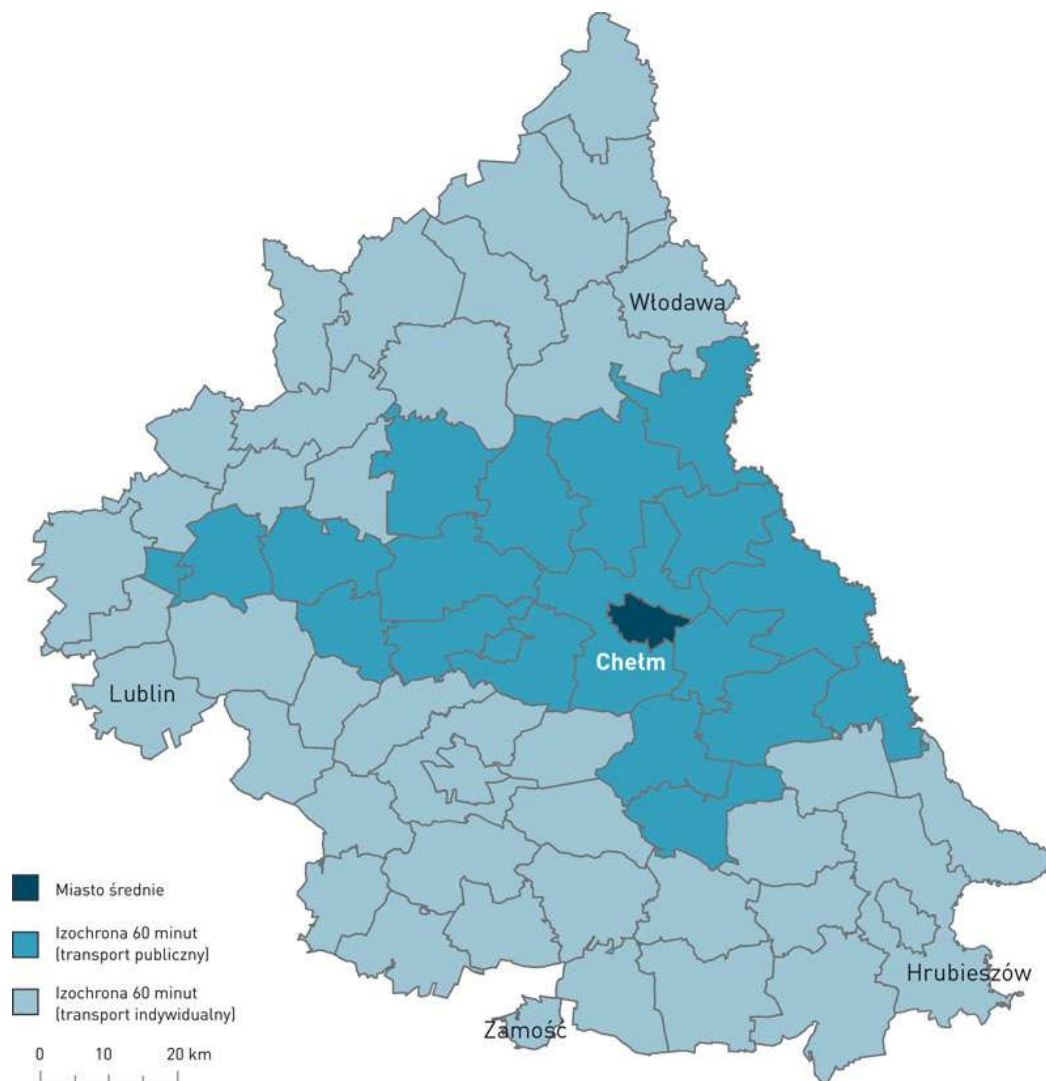 Włodawa
Chełm
Lublin
Miasto średnie
Izochrona 60 minut
(transport publiczny)
Hrubieszów
Izochrona 60 minut
(transport indywidualny)
Zamość
0 10 20 km